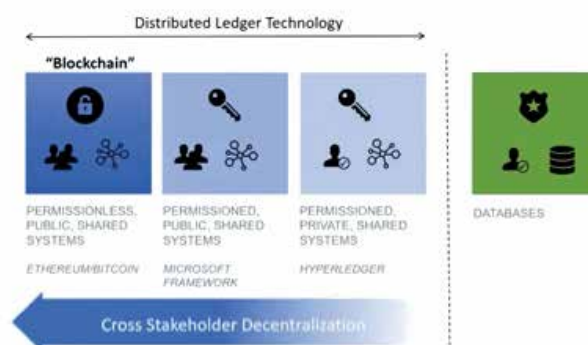 Distributed Ledger Technology
“Blockchain”
PERMISSIONLESS,
PUBLIC, SHARED
SYSTEMS
ETHEREUM/BITCOIN
PERMISSIONED,
PUBLIC, SHARED
SYSTEMS
MICROSOFT
FRAMEWORK
PERMISSIONED,
PRIVATE, SHARED
SYSTEMS
HYPERLEDGER
DATABASES
Cross Stakeholder Decentralization